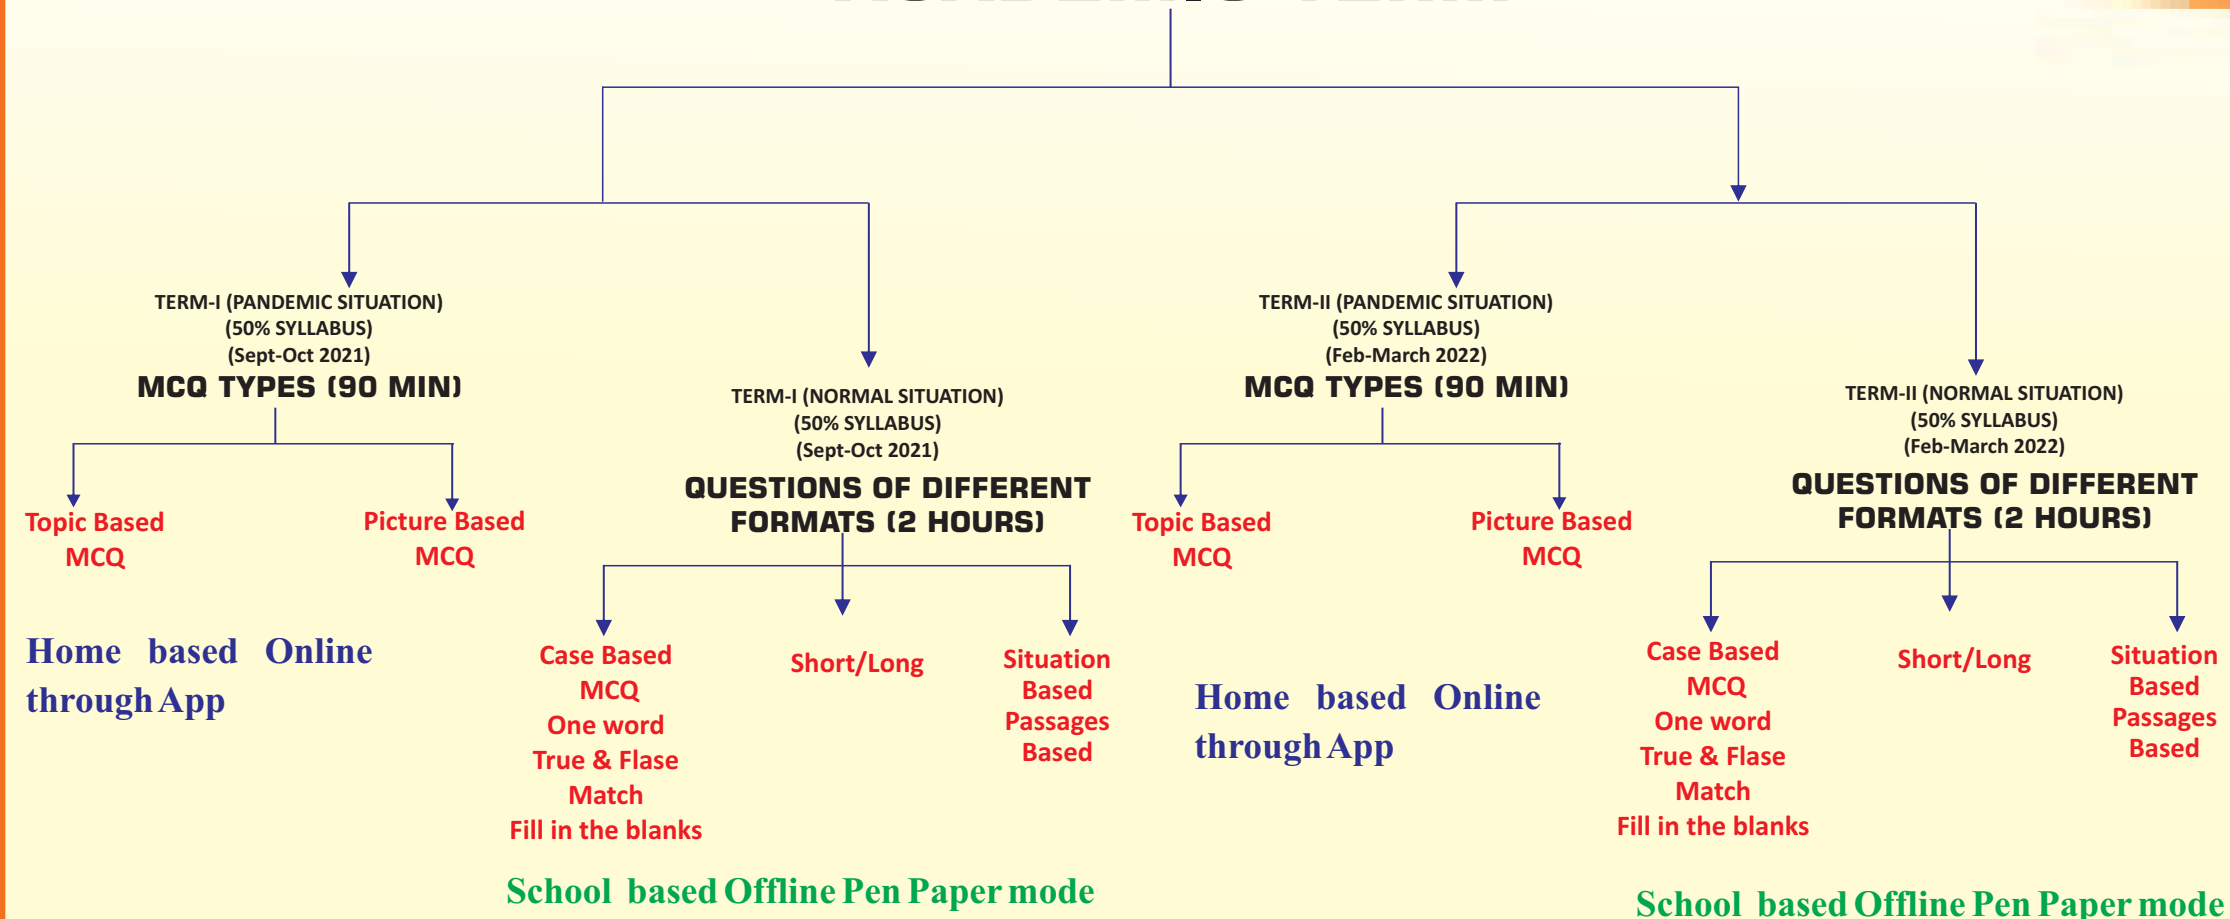 TERM-I (PANDEMIC SITUATION)
(50% SYLLABUS)
(Sept-Oct 2021)
MCQ TYPES (90 MIN)
Topic Based
MCQ
Picture Based
MCQ
Home based Online
through App
TERM-I (NORMAL SITUATION)
(50% SYLLABUS)
(Sept-Oct 2021)
QUESTIONS OF DIFFERENT
FORMATS (2 HOURS)
Case Based
MCQ
One word
True & Flase
Match
Fill in the blanks
Short/Long
Situation
Based
Passages
Based
School based Offline Pen Paper mode
TERM-II (PANDEMIC SITUATION)
(50% SYLLABUS)
(Feb-March 2022)
MCQ TYPES (90 MIN)
Topic Based
MCQ
Picture Based
MCQ
Home based Online
through App
TERM-II (NORMAL SITUATION)
(50% SYLLABUS)
(Feb-March 2022)
QUESTIONS OF DIFFERENT
FORMATS (2 HOURS)
Case Based
MCQ
One word
True & Flase
Match
Fill in the blanks
Short/Long
Situation
Based
Passages
Based
School based Offline Pen Paper mode